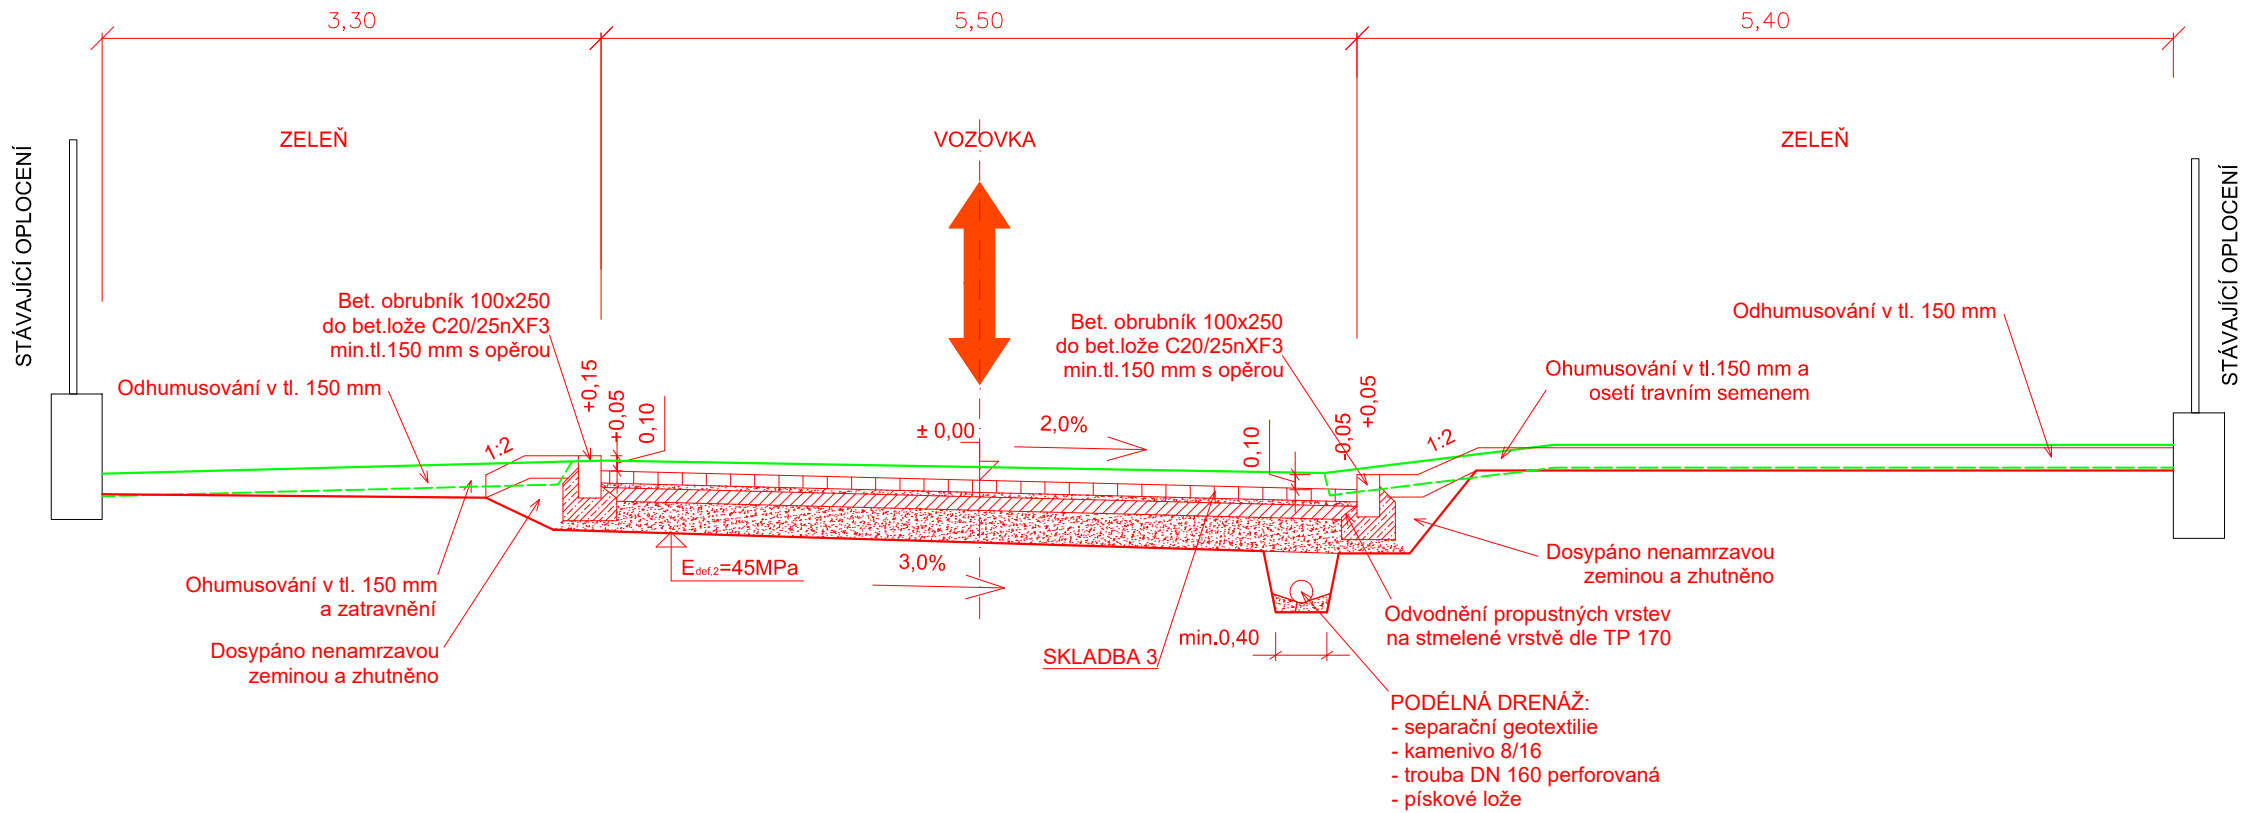 3,30
5,50
5,40
ZELEŇ
VOZOVKA
ZELEŇ
STÁVAJÍCÍ OPLOCENÍ
STÁVAJÍCÍ OPLOCENÍ
Bet. obrubník 100x250
do bet.lože C20/25nXF3
min.tl.150 mm s opěrou
Bet. obrubník 100x250
do bet.lože C20/25nXF3
min.tl.150 mm s opěrou
Odhumusování v tl. 150 mm
Odhumusování v tl. 150 mm
Ohumusování v tl.150 mm a
osetí travním semenem
+0,15
+0,05
0,10
± 0,00
2,0%
0,10
-0,05
+0,05
1:2
1:2
Edef,2=45MPa
3,0%
Ohumusování v tl. 150 mm
a zatravnění
Dosypáno nenamrzavou
zeminou a zhutněno
Dosypáno nenamrzavou
zeminou a zhutněno
Odvodnění propustných vrstev
na stmelené vrstvě dle TP 170
min.0,40
SKLADBA 3
PODÉLNÁ DRENÁŽ:
- separační geotextilie
- kamenivo 8/16
- trouba DN 160 perforovaná
- pískové lože